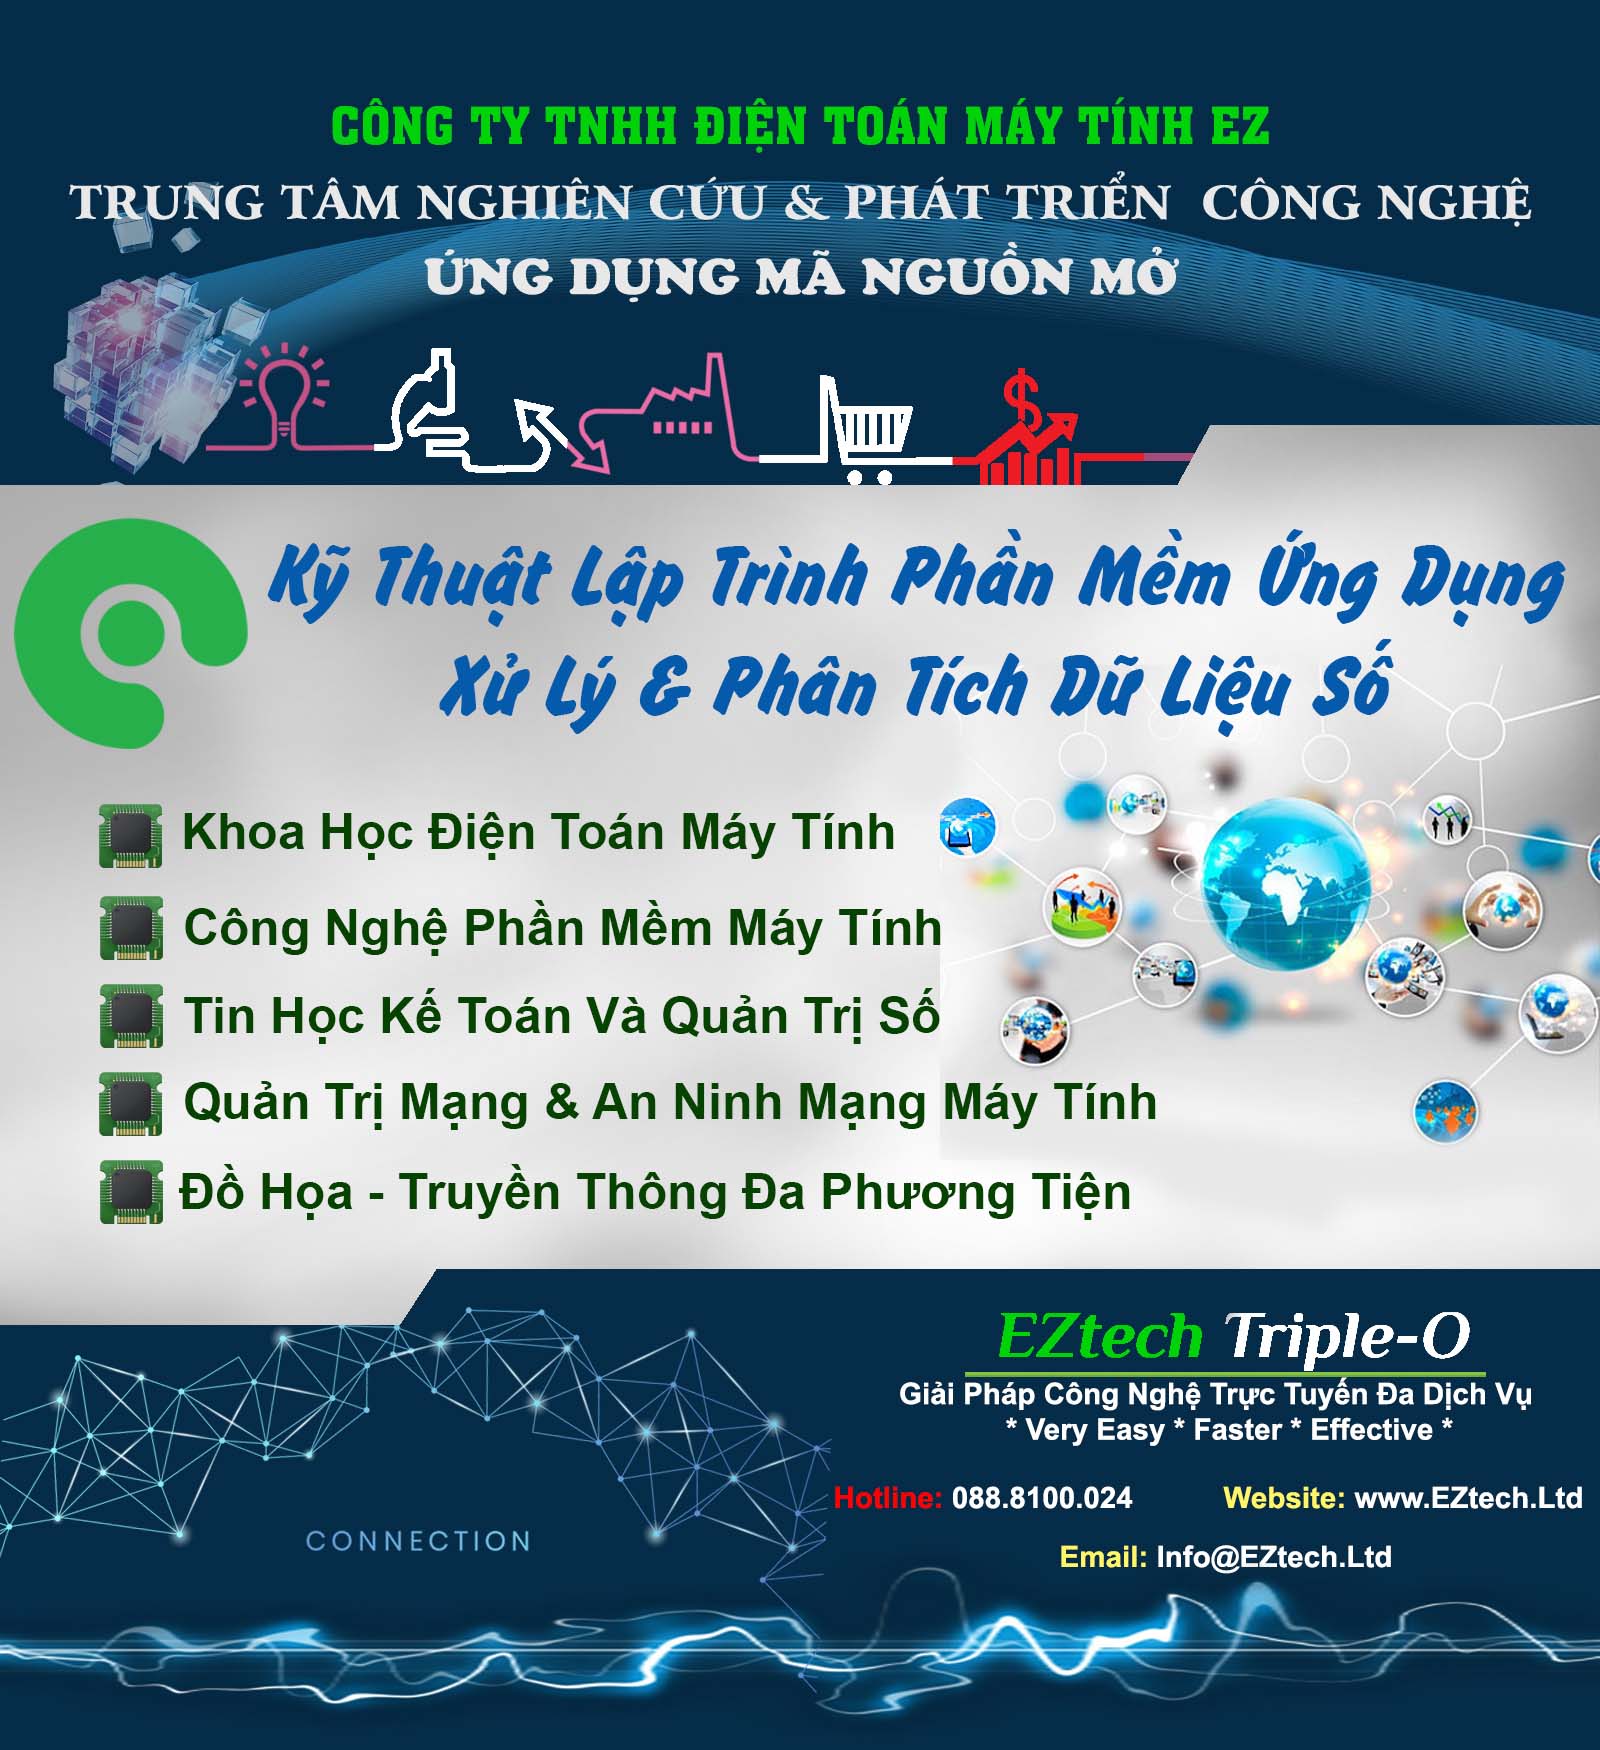 CÔNG TY TNHH ĐIỆN TOÁN MÁY TÍNH EZ
TRUNG TÂM NGHIÊN CỨU & PHÁT TRIỂN CÔNG NGHỆ
ỨNG DỤNG MÃ NGUỒN MỞ
$
Kỹ Thuật Lập Trình Phần Mềm Ứng Dụng
Xử Lý & Phân Tích Dữ Liệu Số
Khoa Học Điện Toán Máy Tính
Công Nghệ Phần Mềm Máy Tính
Tin Học Kế Toán Và Quản Trị Số
Quản Trị Mạng & An Ninh Mạng Máy Tính
Đồ Họa - Truyền Thông Đa Phương Tiện
EZtech Triple-O
Giải Pháp Công Nghệ Trực Tuyến Đa Dịch Vụ
* Very Easy * Faster * Effective *
Hotline: 088.8100.024 Website: www.EZtech.Ltd
CONNECTION
Email: Info@EZtech.Ltd